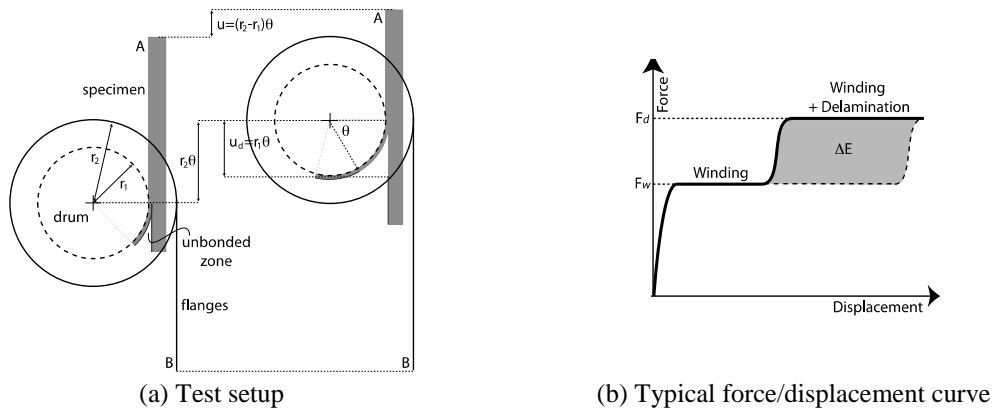 A
u=(r₂-r₁)θ
A
specimen
r₂
r₁
drum
unbonded
zone
flanges
B
r₂θ
u_d=r₁θ
θ
B
(a) Test setup
Force
F_d
F_w
Winding
Winding
+ Delamination
ΔE
Displacement
(b) Typical force/displacement curve